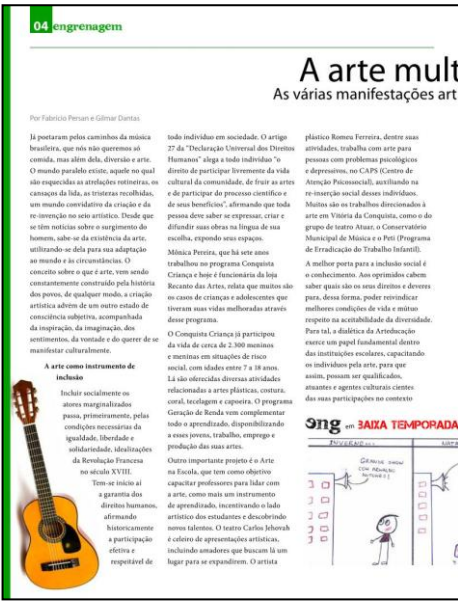 04 engrenagem
A arte mult
As várias manifestações art
Por Fabrício Persan e Gilmar Dantas
Já poetaram pelos caminhos da música
brasileira, que nós não queremos só
comida, mas além dela, diversão e arte.
O mundo paralelo existe, aquele no qual
são esquecidas as atrelações rotineiras, os
cansaços da lida, as tristezas recolhidas,
um mundo convidativo da criação e da
re-invenção no seio artístico. Desde que
se têm notícias sobre o surgimento do
homem, sabe-se da existência da arte,
utilizando-se dela para sua adaptação
ao mundo e às circunstâncias. O
conceito sobre o que é arte, vem sendo
constantemente construído pela história
dos povos, de qualquer modo, a criação
artística advém de um outro estado de
consciência subjetiva, acompanhada
da inspiração, da imaginação, dos
sentimentos, da vontade e do querer de se
manifestar culturalmente.
A arte como instrumento de
inclusão
Incluir socialmente os
atores marginalizados
passa, primeiramente, pelas
condições necessárias da
igualdade, liberdade e
solidariedade, idealizações
da Revolução Francesa
no século XVIII.
Tem-se início aí
a garantia dos
direitos humanos,
afirmando
historicamente
a participação
efetiva e
respeitável de
todo indivíduo em sociedade. O artigo
27 da "Declaração Universal dos Direitos
Humanos" alega a todo indivíduo "o
direito de participar livremente da vida
cultural da comunidade, de fruir as artes
e de participar do processo científico e
de seus benefícios", afirmando que toda
pessoa deve saber se expressar, criar e
difundir suas obras na língua de sua
escolha, expondo seus espaços.
Mônica Pereira, que há sete anos
trabalhou no programa Conquista
Criança e hoje é funcionária da loja
Recanto das Artes, relata que muitos são
os casos de crianças e adolescentes que
tiveram suas vidas melhoradas através
desse programa.
O Conquista Criança já participou
da vida de cerca de 2.300 meninos
e meninas em situações de risco
social, com idades entre 7 a 18 anos.
Lá são oferecidas diversas atividades
relacionadas a artes plásticas, costura,
coral, tecelagem e capoeira. O programa
Geração de Renda vem complementar
todo o aprendizado, disponibilizando
a esses jovens, trabalho, emprego e
produção das suas artes.
Outro importante projeto é o Arte
na Escola, que tem como objetivo
capacitar professores para lidar com
a arte, como mais um instrumento
de aprendizado, incentivando o lado
artístico dos estudantes e descobrindo
novos talentos. O teatro Carlos Jehovah
é celeiro de apresentações artísticas,
incluindo amadores que buscam lá um
lugar para se expandirem. O artista
plástico Romeu Ferreira, dentre suas
atividades, trabalha com arte para
pessoas com problemas psicológicos
e depressivos, no CAPS (Centro de
Atenção Psicossocial), auxiliando na
re-inserção social desses indivíduos.
Muitos são os trabalhos direcionados à
arte em Vitória da Conquista, como o do
grupo de teatro Atuar, o Conservatório
Municipal de Música e o Peti (Programa
de Erradicação do Trabalho Infantil).
A melhor porta para a inclusão social é
o conhecimento. Aos oprimidos cabem
saber quais são os seus direitos e deveres
para, dessa forma, poder reivindicar
melhores condições de vida e mútuo
respeito na aceitabilidade da diversidade.
Para tal, a dialética da Arteducação
exerce um papel fundamental dentro
das instituições escolares, capacitando
os indivíduos pela arte, para que
assim, possam ser qualificados,
atuantes e agentes culturais cientes
das suas participações no contexto
ong em BAIXA TEMPORADA
INVERNO...
NATA
GRANDE SHOW
COM REINALDO